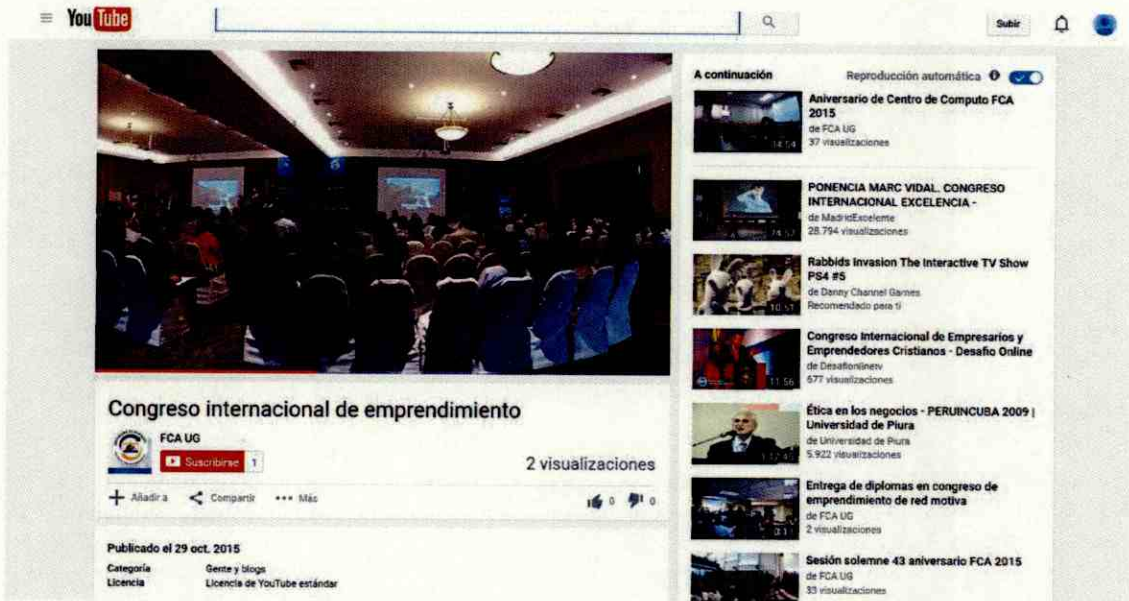 YouTube
Subir
Congreso internacional de emprendimiento
FCA UG
Suscribirse 1
2 visualizaciones
Añadir a Compartir Más
0 0
Publicado el 29 oct. 2015
Categoría Gente y blogs
Licencia Licencia de YouTube estándar
A continuación Reproducción automática
Aniversario de Centro de Computo FCA
2015
de FCA UG
37 visualizaciones
14:54
PONENCIA MARC VIDAL. CONGRESO
INTERNACIONAL EXCELENCIA -
de MadridExcelente
28.794 visualizaciones
74:57
Rabbids Invasion The Interactive TV Show
PS4 #5
de Danny Channel Games
Recomendado para ti
10:51
Congreso Internacional de Empresarios y
Emprendedores Cristianos - Desafio Online
de Desafionlinetv
677 visualizaciones
11:56
Ética en los negocios - PERUINCUBA 2009 |
Universidad de Piura
de Universidad de Piura
5.922 visualizaciones
Entrega de diplomas en congreso de
emprendimiento de red motiva
de FCA UG
2 visualizaciones
Sesión solemne 43 aniversario FCA 2015
de FCA UG
33 visualizaciones